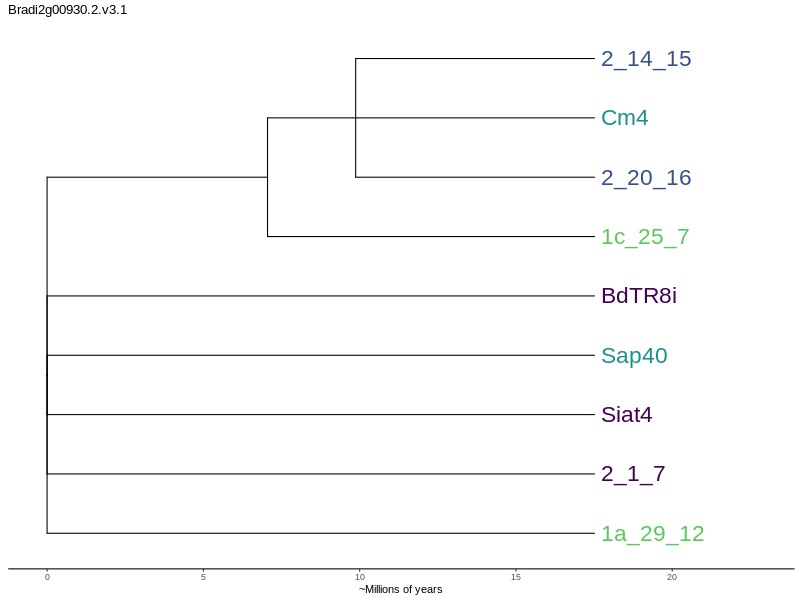 Bradi2g00930.2.v3.1
2_14_15
Cm4
2_20_16
1c_25_7
BdTR8i
Sap40
Siat4
2_1_7
1a_29_12
0 5 10 15 20
~Millions of years